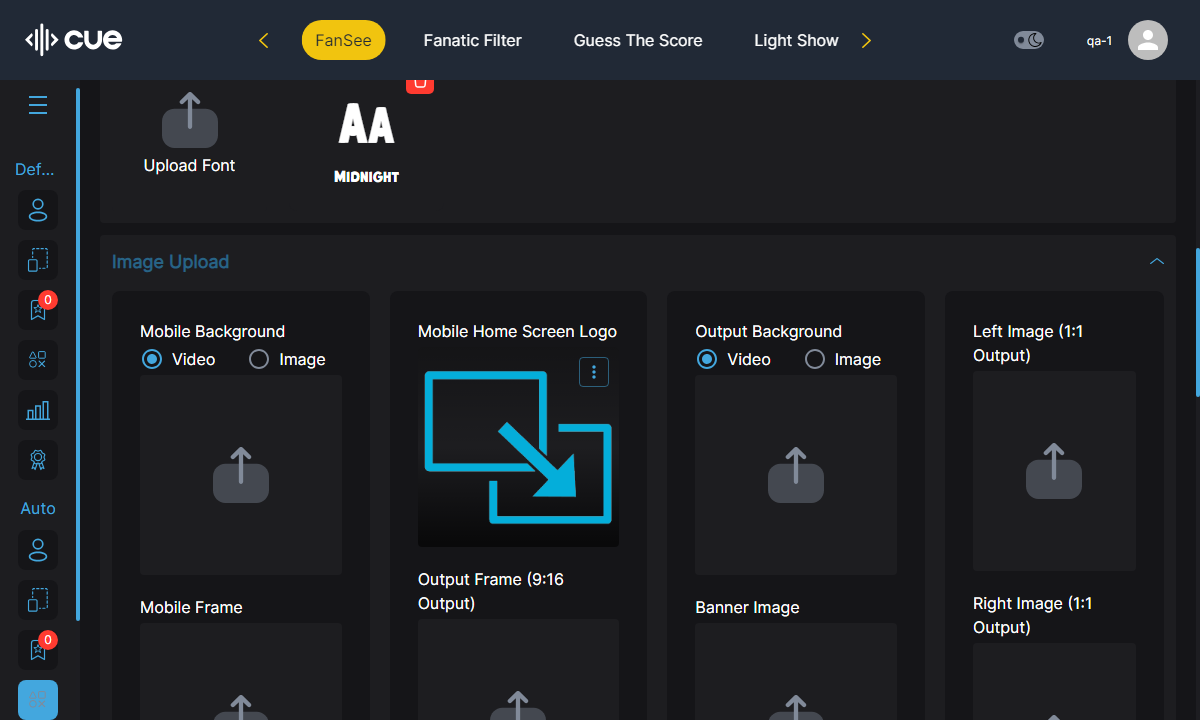 cue
FanSee
Fanatic Filter
Guess The Score
Light Show
qa-1
Def...
0
Auto
0
Upload Font
AA
MIDNIGHT
Image Upload
Mobile Background
Video
Image
Mobile Home Screen Logo
Output Background
Video
Image
Left Image (1:1
Output)
Mobile Frame
Output Frame (9:16
Output)
Banner Image
Right Image (1:1
Output)